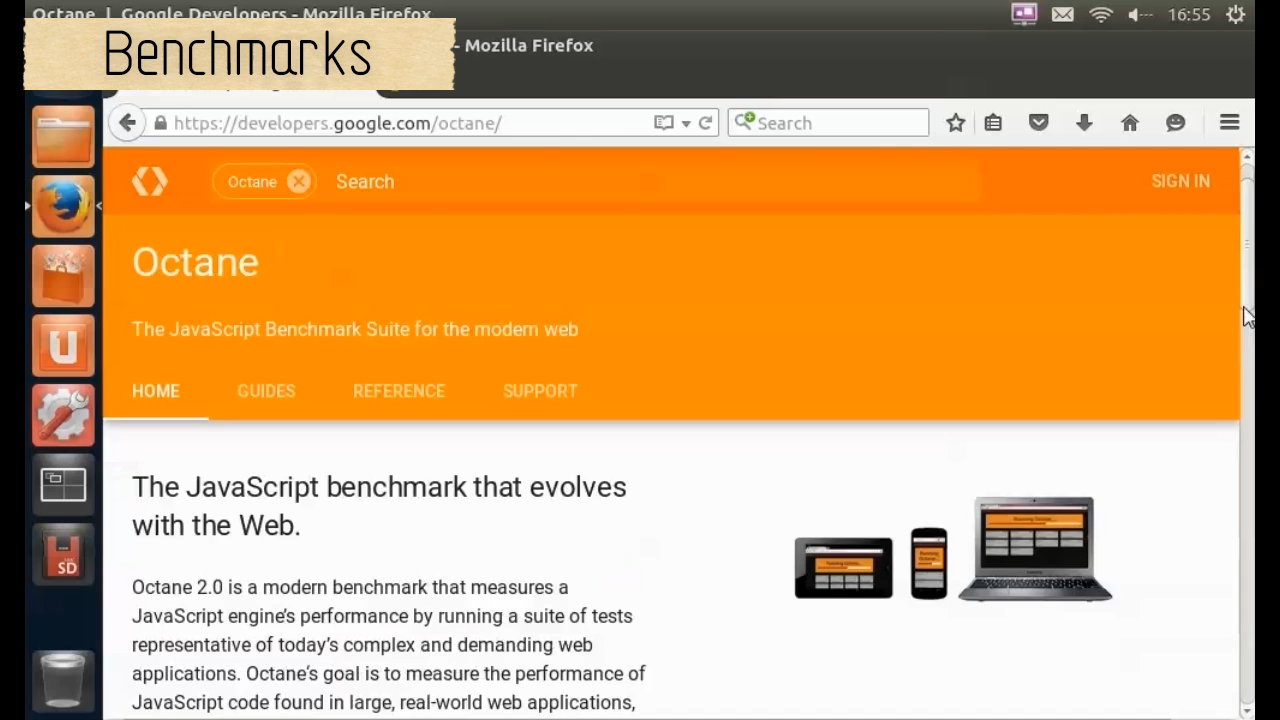 Octane | Google Developers - Mozilla Firefox
16:55
Benchmarks
- Mozilla Firefox
https://developers.google.com/octane/
Search
Octane
Search
SIGN IN
Octane
The JavaScript Benchmark Suite for the modern web
HOME GUIDES REFERENCE SUPPORT
The JavaScript benchmark that evolves
with the Web.
Octane 2.0 is a modern benchmark that measures a
JavaScript engine's performance by running a suite of tests
representative of today's complex and demanding web
applications. Octane's goal is to measure the performance of
JavaScript code found in large, real-world web applications,
U
SD